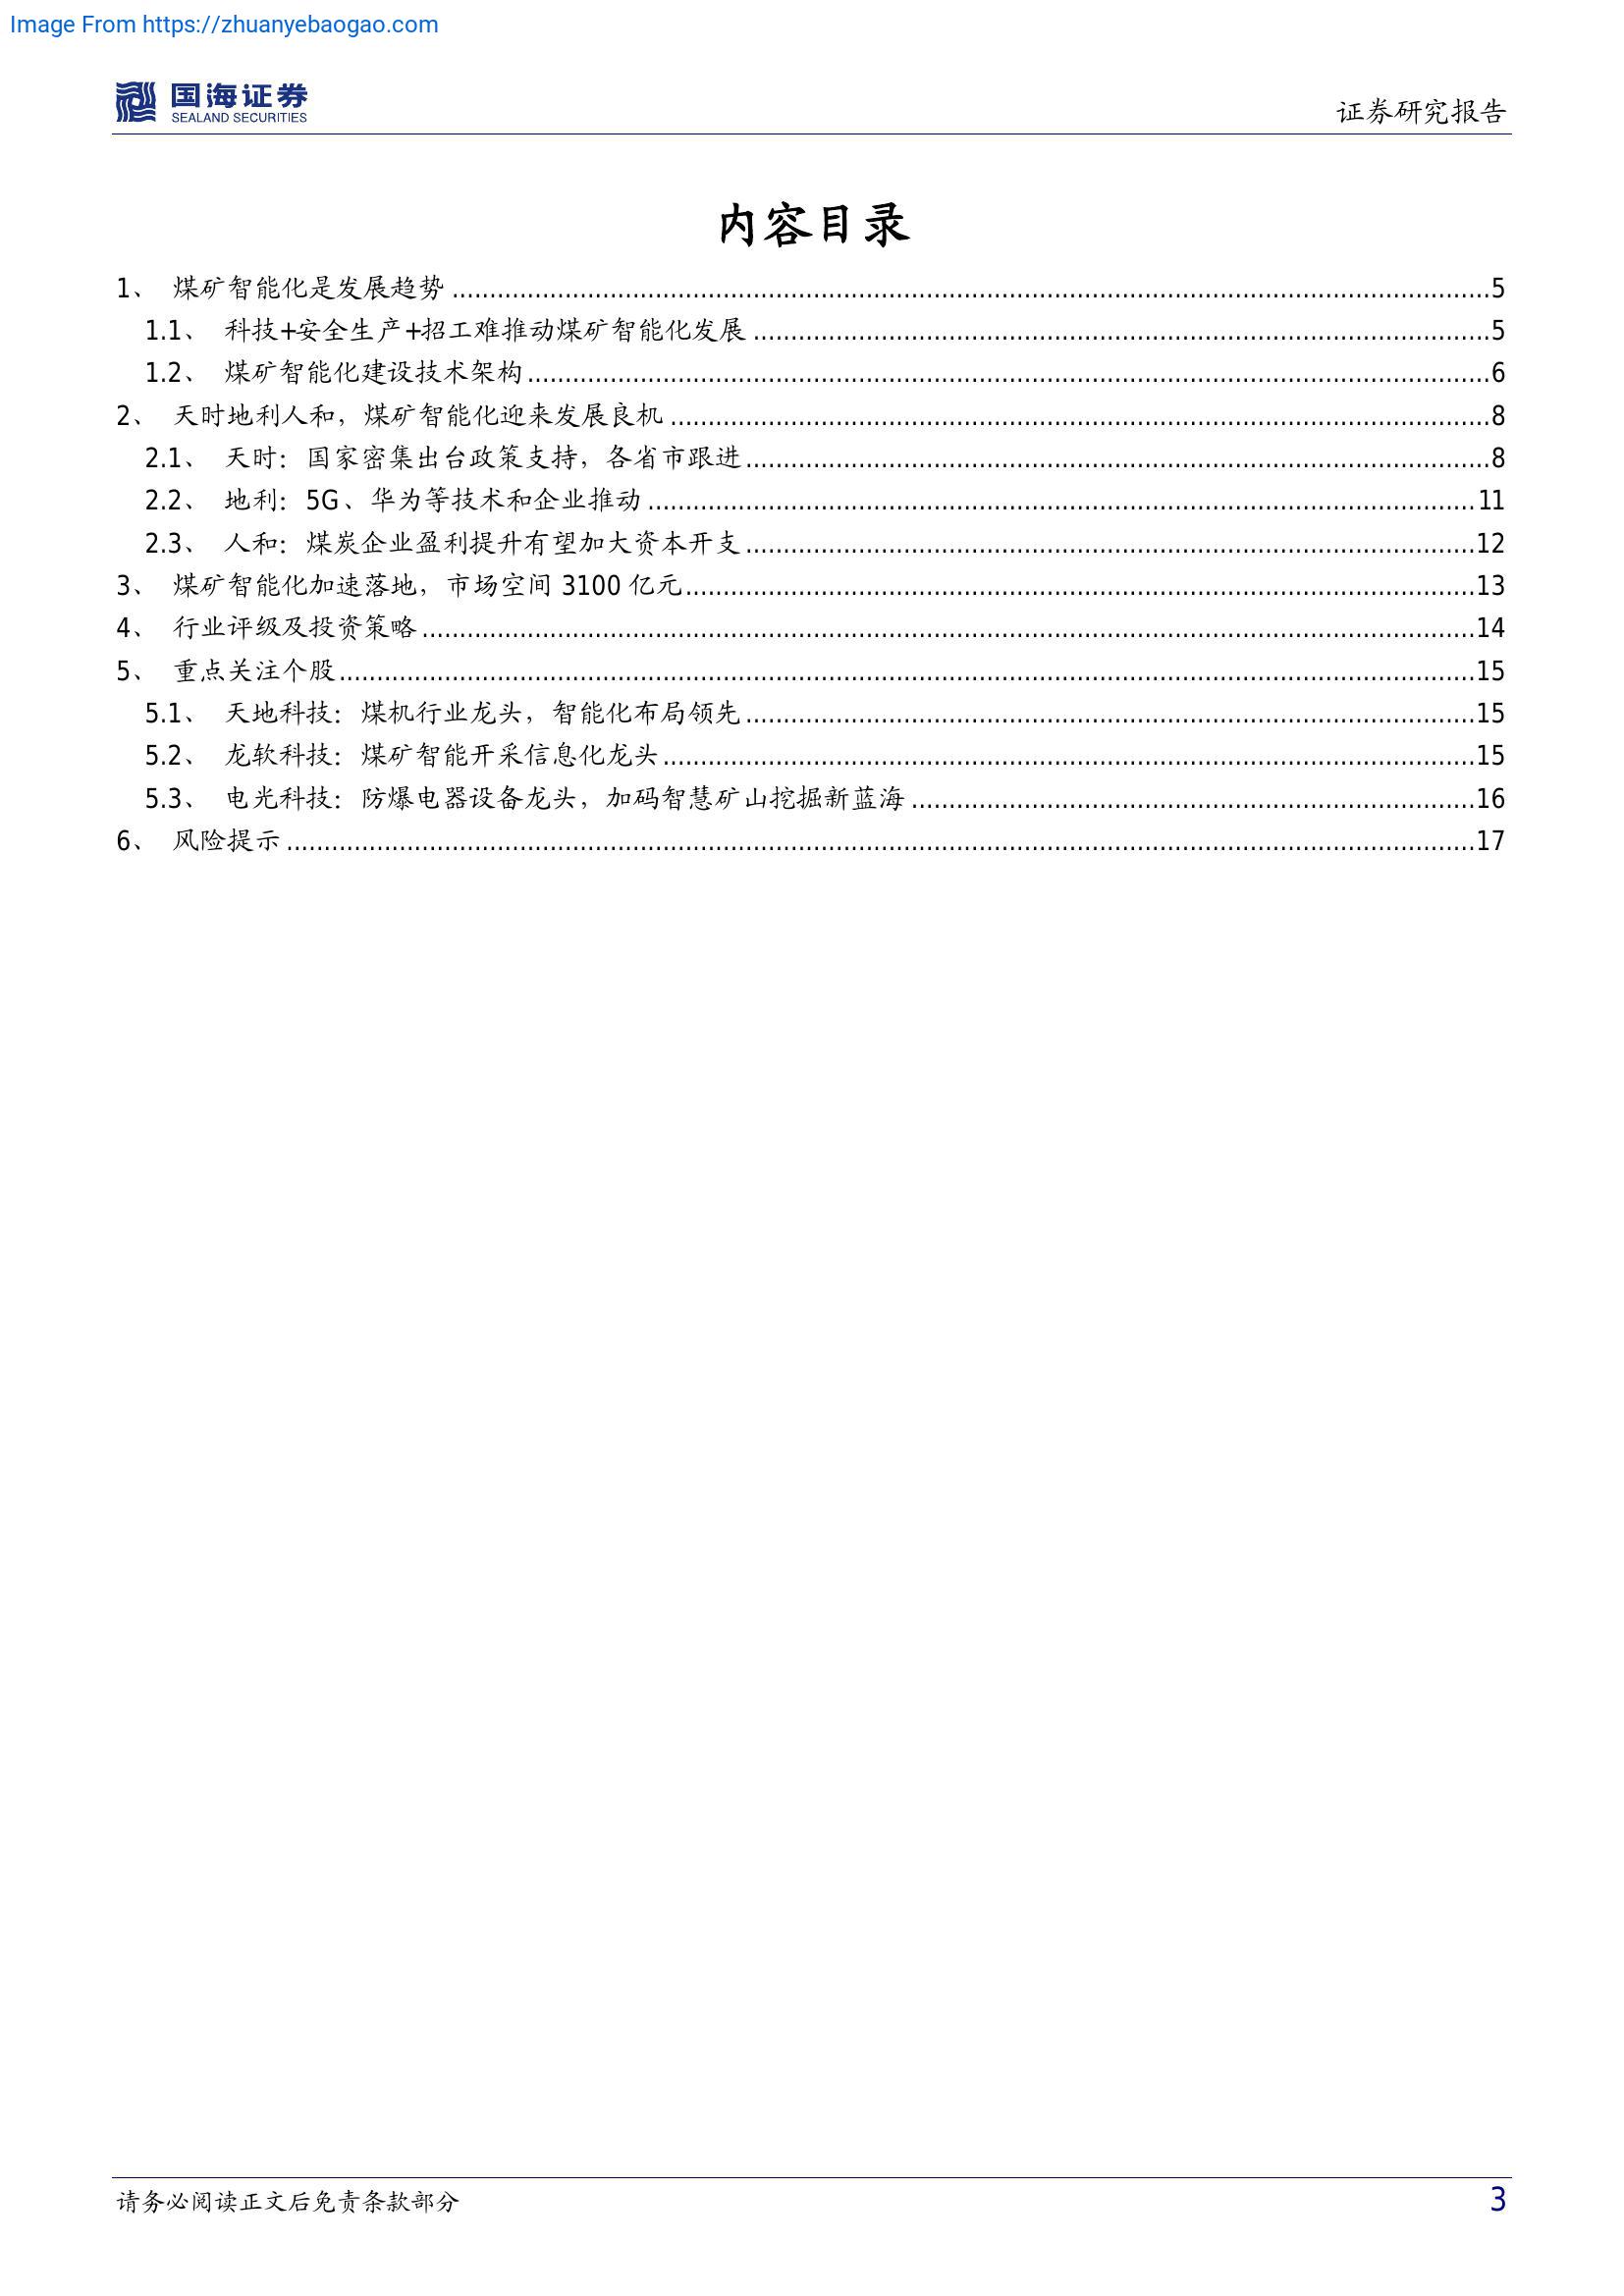 Image From https://zhuanyebaogao.com
国海证券
SEALAND SECURITIES
证券研究报告
内容目录
1、 煤矿智能化是发展趋势 ........................................ 5
1.1、 科技+安全生产+招工难推动煤矿智能化发展 ........................................ 5
1.2、 煤矿智能化建设技术架构 ........................................ 6
2、 天时地利人和，煤矿智能化迎来发展良机 ........................................ 8
2.1、 天时：国家密集出台政策支持，各省市跟进 ........................................ 8
2.2、 地利：5G、华为等技术和企业推动 ........................................ 11
2.3、 人和：煤炭企业盈利提升有望加大资本开支 ........................................ 12
3、 煤矿智能化加速落地，市场空间 3100 亿元 ........................................ 13
4、 行业评级及投资策略 ........................................ 14
5、 重点关注个股 ........................................ 15
5.1、 天地科技：煤机行业龙头，智能化布局领先 ........................................ 15
5.2、 龙软科技：煤矿智能开采信息化龙头 ........................................ 15
5.3、 电光科技：防爆电器设备龙头，加码智慧矿山挖掘新蓝海 ........................................ 16
6、 风险提示 ........................................ 17
请务必阅读正文后免责条款部分
3